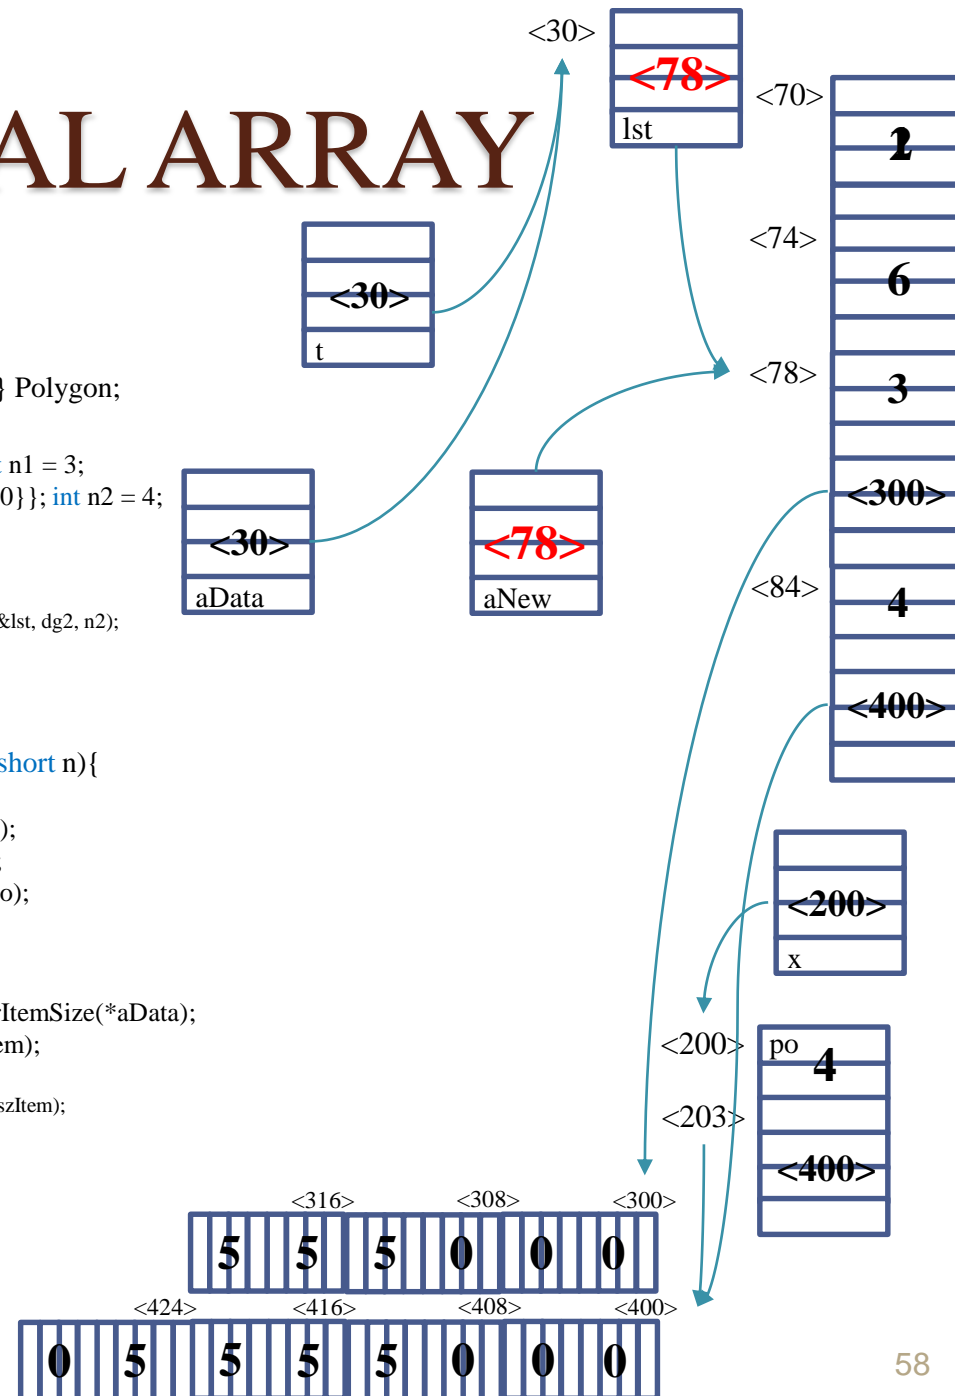 <30>
<78>
lst
<70>
AL ARRAY
<74>
6
<30>
t
<78>
3
} Polygon;
n1 = 3;
0}}; int n2 = 4;
<300>
<30>
<78>
aData
aNew
<84>
4
&lst, dg2, n2);
<400>
short n){
);
;
o);
<200>
x
ItemSize(*aData);
em);
<200>
po
4
szItem);
<203>
<400>
<316> <308> <300>
5 5 5 0 0 0
<424> <416> <408> <400>
0 5 5 5 5 0 0 0
58